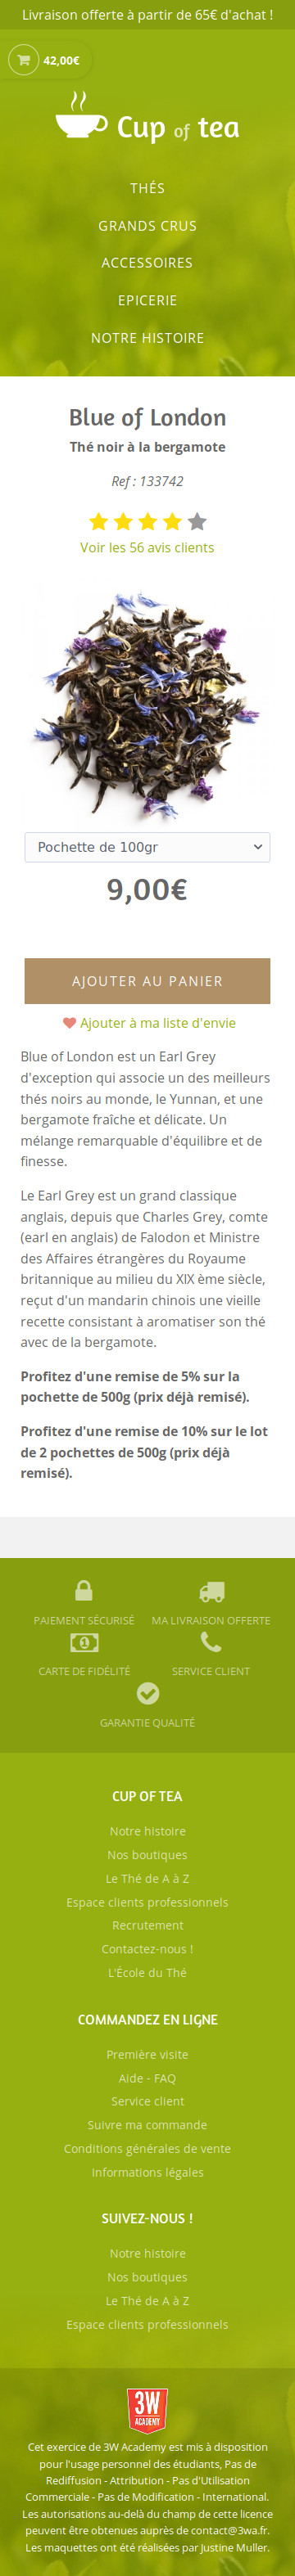 Livraison offerte à partir de 65€ d'achat !
42,00€
Cup of tea
THÉS
GRANDS CRUS
ACCESSOIRES
EPICERIE
NOTRE HISTOIRE
Blue of London
Thé noir à la bergamote
Ref : 133742
Voir les 56 avis clients
Pochette de 100gr
9,00€
AJOUTER AU PANIER
Ajouter à ma liste d'envie
Blue of London est un Earl Grey
d'exception qui associe un des meilleurs
thés noirs au monde, le Yunnan, et une
bergamote fraîche et délicate. Un
mélange remarquable d'équilibre et de
finesse.
Le Earl Grey est un grand classique
anglais, depuis que Charles Grey, comte
(earl en anglais) de Falodon et Ministre
des Affaires étrangères du Royaume
britannique au milieu du XIX ème siècle,
reçut d'un mandarin chinois une vieille
recette consistant à aromatiser son thé
avec de la bergamote.
Profitez d'une remise de 5% sur la
pochette de 500g (prix déjà remisé).
Profitez d'une remise de 10% sur le lot
de 2 pochettes de 500g (prix déjà
remisé).
PAIEMENT SÉCURISÉ MA LIVRAISON OFFERTE
CARTE DE FIDÉLITÉ SERVICE CLIENT
GARANTIE QUALITÉ
CUP OF TEA
Notre histoire
Nos boutiques
Le Thé de A à Z
Espace clients professionnels
Recrutement
Contactez-nous !
L'École du Thé
COMMANDEZ EN LIGNE
Première visite
Aide - FAQ
Service client
Suivre ma commande
Conditions générales de vente
Informations légales
SUIVEZ-NOUS !
Notre histoire
Nos boutiques
Le Thé de A à Z
Espace clients professionnels
3W
ACADEMY
Cet exercice de 3W Academy est mis à disposition
pour l'usage personnel des étudiants, Pas de
Rediffusion - Attribution - Pas d'Utilisation
Commerciale - Pas de Modification - International.
Les autorisations au-delà du champ de cette licence
peuvent être obtenues auprès de contact@3wa.fr.
Les maquettes ont été réalisées par Justine Muller.